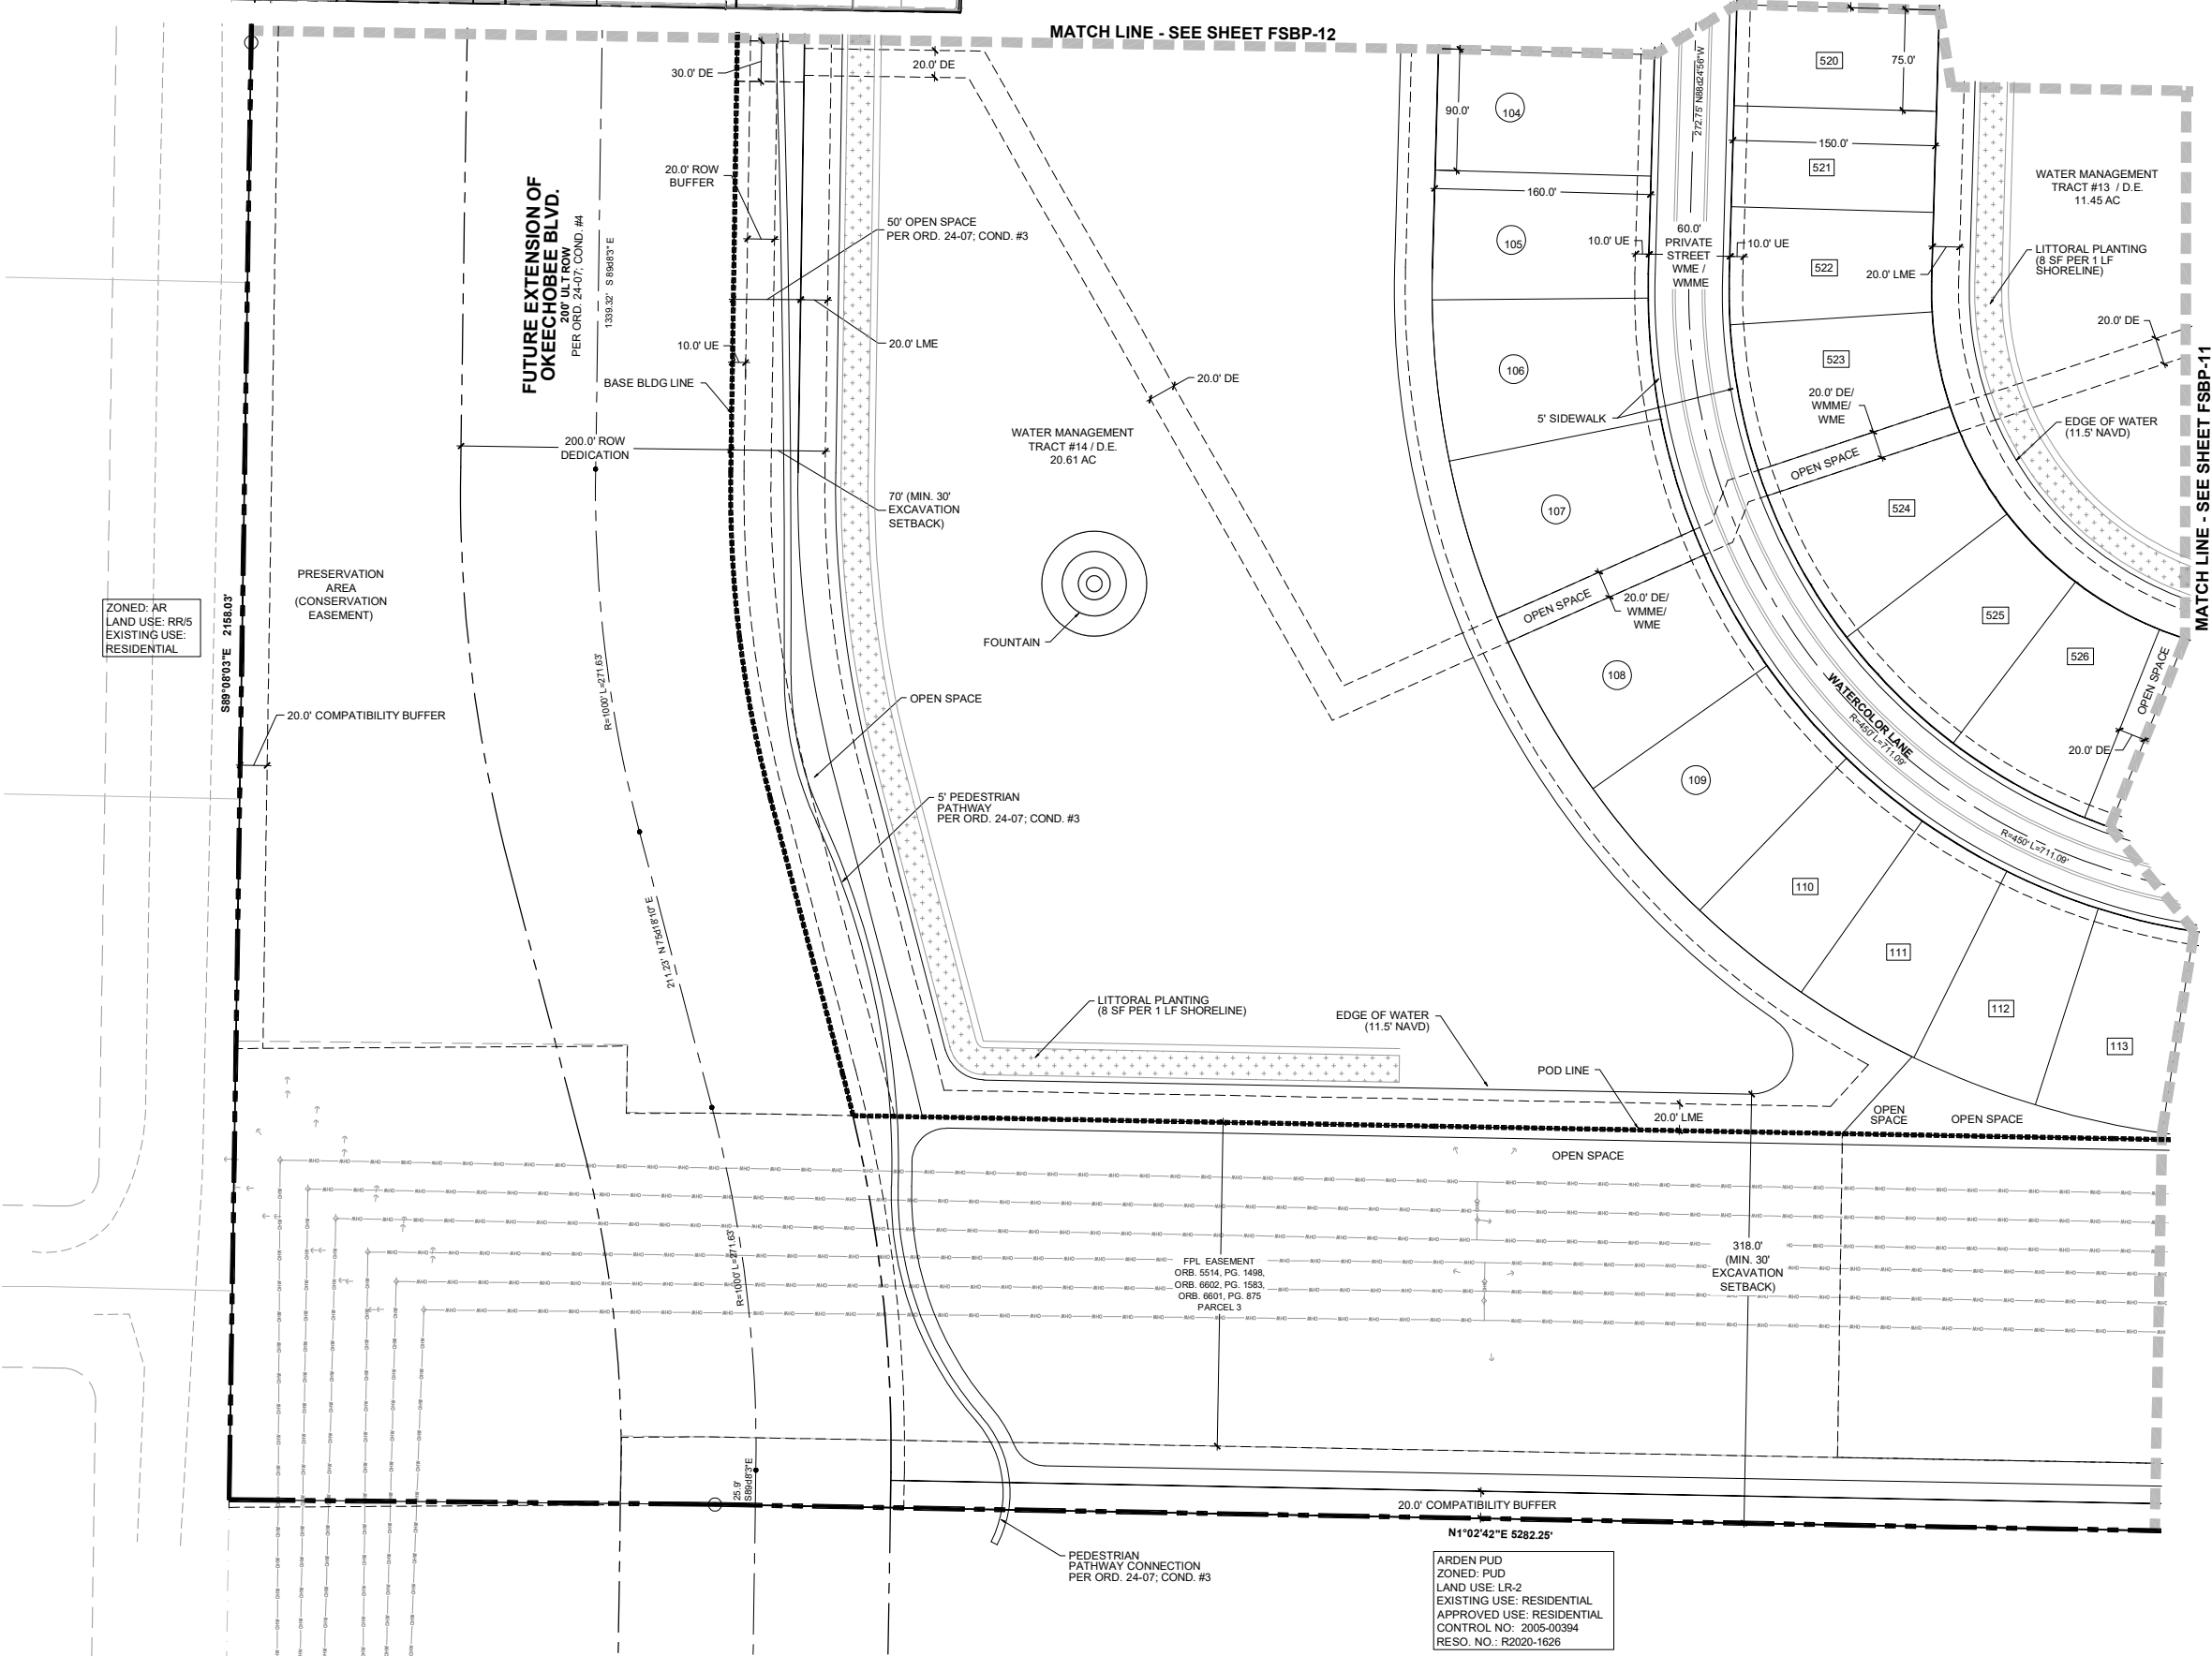 MATCH LINE - SEE SHEET FSBP-12
30.0' DE
20.0' DE
20.0' ROW
BUFFER
50' OPEN SPACE
PER ORD. 24-07; COND. #3
FUTURE EXTENSION OF
OKEECHOBEE BLVD.
200' ULT ROW
PER ORD. 24-07; COND. #4
1339.32' S 89d8'3" E
10.0' UE
20.0' LME
BASE BLDG LINE
200.0' ROW
DEDICATION
70' (MIN. 30'
EXCAVATION
SETBACK)
WATER MANAGEMENT
TRACT #14 / D.E.
20.61 AC
20.0' DE
FOUNTAIN
PRESERVATION
AREA
(CONSERVATION
EASEMENT)
ZONED: AR
LAND USE: RR/5
EXISTING USE:
RESIDENTIAL
S89°08'03"E 2158.03'
20.0' COMPATIBILITY BUFFER
R=1000' L=271.63'
OPEN SPACE
5' PEDESTRIAN
PATHWAY
PER ORD. 24-07; COND. #3
211.23' N 75d18'10" E
R=1000' L=271.63'
25.9'
S89d8'3"E
90.0'
104
160.0'
105
106
107
108
109
110
111
112
113
10.0' UE
60.0'
PRIVATE
STREET
WME /
WMME
10.0' UE
272.75' N88d24'56"W
5' SIDEWALK
520
75.0'
150.0'
521
522
523
524
525
526
WATER MANAGEMENT
TRACT #13 / D.E.
11.45 AC
LITTORAL PLANTING
(8 SF PER 1 LF
SHORELINE)
20.0' LME
20.0' DE
20.0' DE/
WMME/
WME
OPEN SPACE
EDGE OF WATER
(11.5' NAVD)
MATCH LINE - SEE SHEET FSBP-11
OPEN SPACE
20.0' DE/
WMME/
WME
OPEN SPACE
20.0' DE
WATERCOLOR LANE
R=450' L=711.09'
R=450' L=711.09'
LITTORAL PLANTING
(8 SF PER 1 LF SHORELINE)
EDGE OF WATER
(11.5' NAVD)
POD LINE
20.0' LME
OPEN
SPACE
OPEN SPACE
OPEN SPACE
FPL EASEMENT
ORB. 5514, PG. 1498,
ORB. 6602, PG. 1583,
ORB. 6601, PG. 875
PARCEL 3
318.0'
(MIN. 30'
EXCAVATION
SETBACK)
20.0' COMPATIBILITY BUFFER
N1°02'42"E 5282.25'
PEDESTRIAN
PATHWAY CONNECTION
PER ORD. 24-07; COND. #3
ARDEN PUD
ZONED: PUD
LAND USE: LR-2
EXISTING USE: RESIDENTIAL
APPROVED USE: RESIDENTIAL
CONTROL NO: 2005-00394
RESO. NO.: R2020-1626